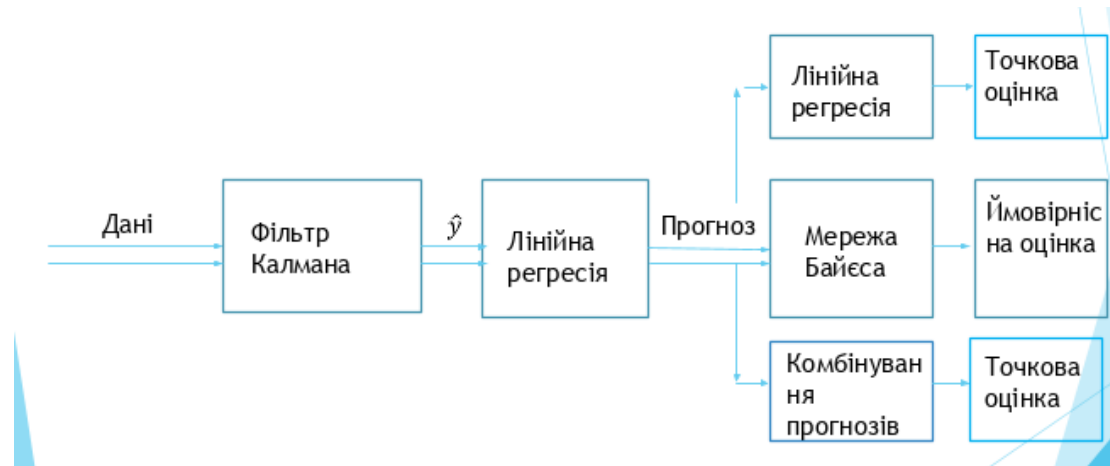 Лінійна
регресія
Точкова
оцінка
Дані
Фільтр
Калмана
ŷ
Лінійна
регресія
Прогноз
Мережа
Байєса
Ймовірніс
на оцінка
Комбінуван
ня
прогнозів
Точкова
оцінка